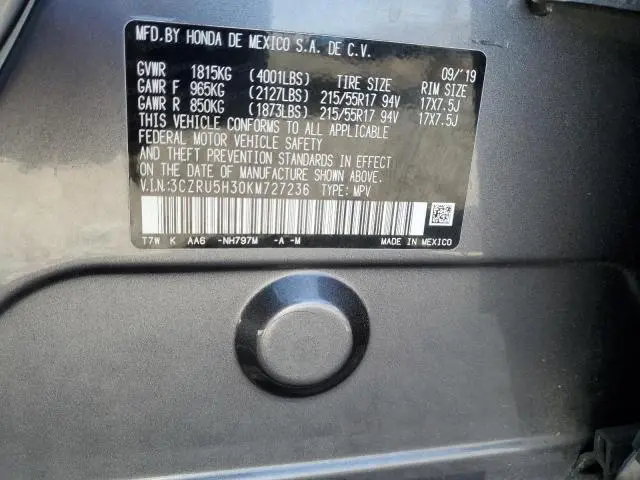 MFD.BY HONDA DE MEXICO S.A. DE C.V.
09/'19
GVWR 1815KG (4001LBS) TIRE SIZE RIM SIZE
GAWR F 965KG (2127LBS) 215/55R17 94V 17X7.5J
GAWR R 850KG (1873LBS) 215/55R17 94V 17X7.5J
THIS VEHICLE CONFORMS TO ALL APPLICABLE
FEDERAL MOTOR VEHICLE SAFETY
AND THEFT PREVENTION STANDARDS IN EFFECT
ON THE DATE OF MANUFACTURE SHOWN ABOVE.
V.I.N:3CZRU5H30KM727236 TYPE: MPV
T7W K AA6 -NH797M -A -M MADE IN MEXICO